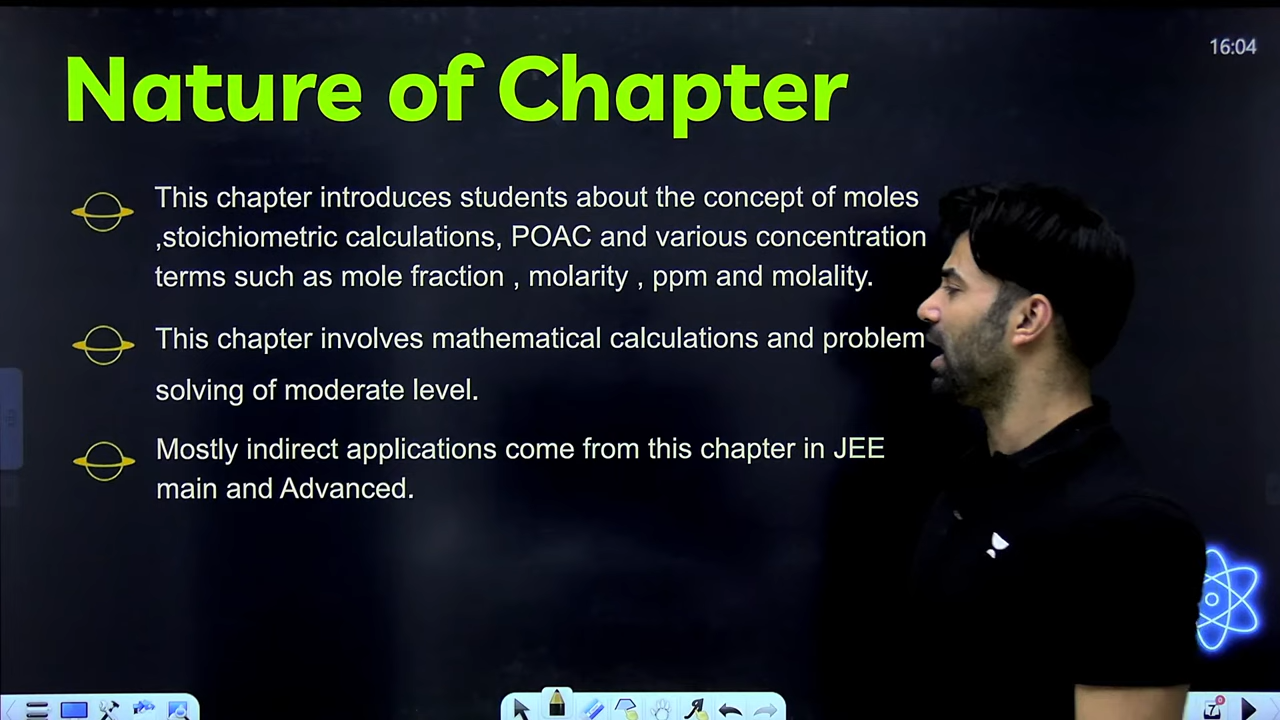 16:04
Nature of Chapter
This chapter introduces students about the concept of moles
,stoichiometric calculations, POAC and various concentration
terms such as mole fraction , molarity , ppm and molality.
This chapter involves mathematical calculations and problem
solving of moderate level.
Mostly indirect applications come from this chapter in JEE
main and Advanced.